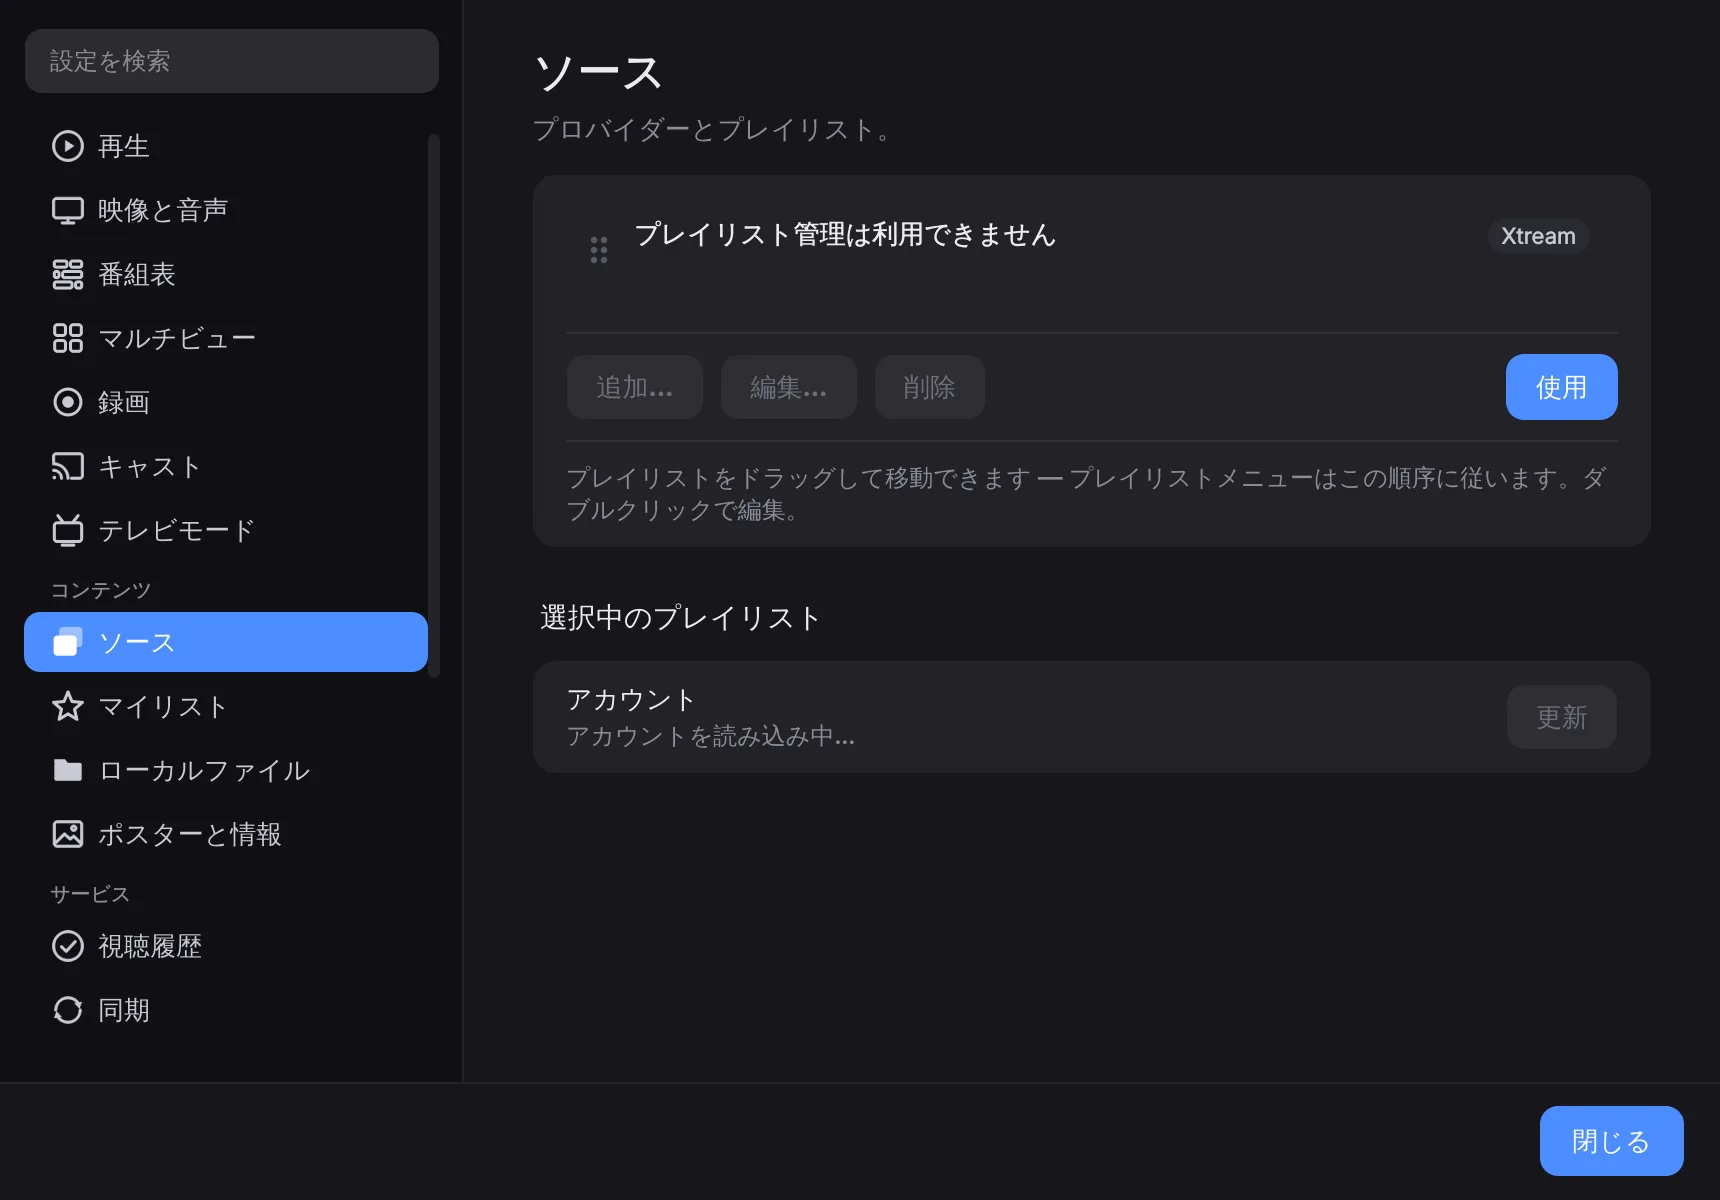 設定を検索
再生
映像と音声
番組表
マルチビュー
録画
キャスト
テレビモード
コンテンツ
ソース
マイリスト
ローカルファイル
ポスターと情報
サービス
視聴履歴
同期
ソース
プロバイダーとプレイリスト。
プレイリスト管理は利用できません
Xtream
追加...
編集...
削除
使用
プレイリストをドラッグして移動できます — プレイリストメニューはこの順序に従います。ダ
ブルクリックで編集。
選択中のプレイリスト
アカウント
アカウントを読み込み中...
更新
閉じる